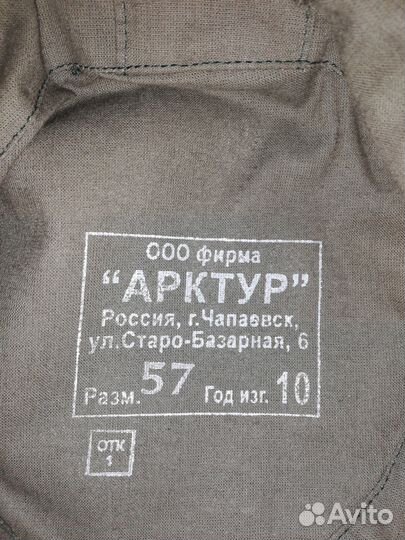 ООО фирма
“АРКТУР”
Россия, г.Чапаевск,
ул.Старо-Базарная, 6
Разм. 57 Год изг. 10
ОТК
1
Avito